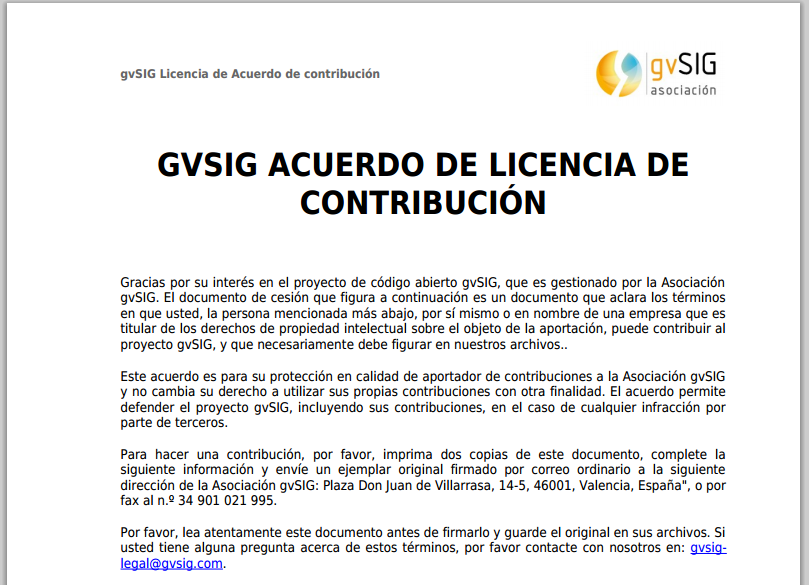 gvSIG Licencia de Acuerdo de contribución
gvSIG
asociación
GVSIG ACUERDO DE LICENCIA DE
CONTRIBUCIÓN
Gracias por su interés en el proyecto de código abierto gvSIG, que es gestionado por la Asociación
gvSIG. El documento de cesión que figura a continuación es un documento que aclara los términos
en que usted, la persona mencionada más abajo, por sí mismo o en nombre de una empresa que es
titular de los derechos de propiedad intelectual sobre el objeto de la aportación, puede contribuir al
proyecto gvSIG, y que necesariamente debe figurar en nuestros archivos..
Este acuerdo es para su protección en calidad de aportador de contribuciones a la Asociación gvSIG
y no cambia su derecho a utilizar sus propias contribuciones con otra finalidad. El acuerdo permite
defender el proyecto gvSIG, incluyendo sus contribuciones, en el caso de cualquier infracción por
parte de terceros.
Para hacer una contribución, por favor, imprima dos copias de este documento, complete la
siguiente información y envíe un ejemplar original firmado por correo ordinario a la siguiente
dirección de la Asociación gvSIG: Plaza Don Juan de Villarrasa, 14-5, 46001, Valencia, España", o por
fax al n.º 34 901 021 995.
Por favor, lea atentamente este documento antes de firmarlo y guarde el original en sus archivos. Si
usted tiene alguna pregunta acerca de estos términos, por favor contacte con nosotros en: gvsig-
legal@gvsig.com.